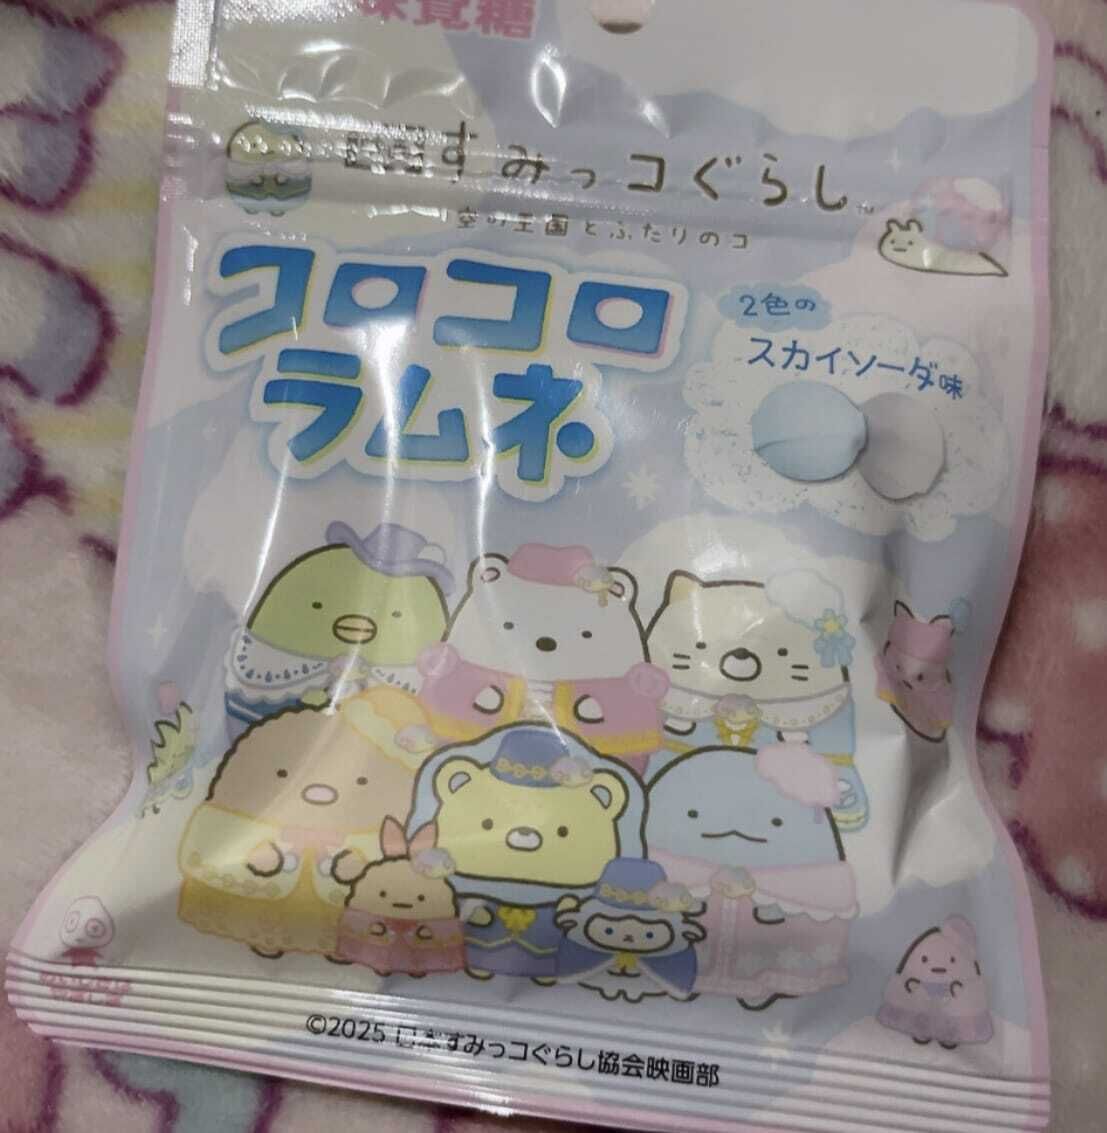 味覚糖
すみっコぐらし
空の王国とふたりのコ
コロコロ
ラムネ
2色の
スカイソーダ味
©2025 日本すみっコぐらし協会映画部